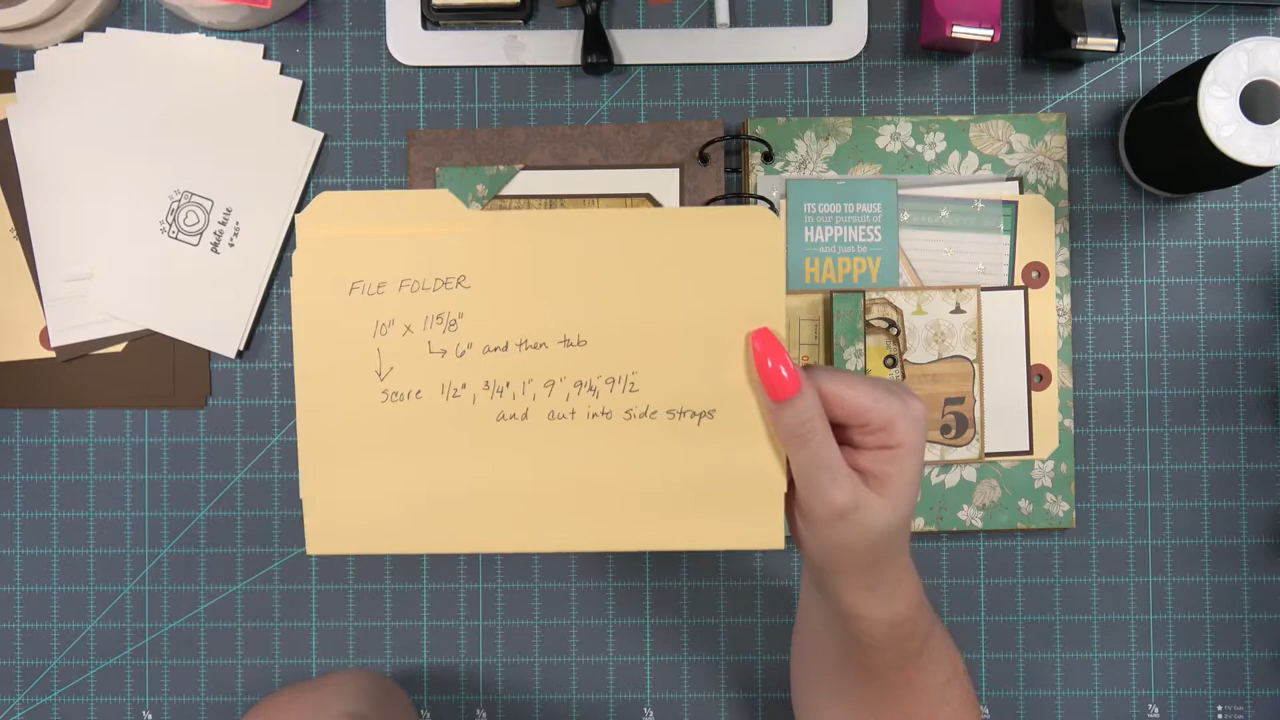 photo here
4"x6"
ITS GOOD TO PAUSE
in our pursuit of
HAPPINESS
and just be
HAPPY
FILE FOLDER
10" x 11 5/8"
↳ 6" and then tab
Score 1/2", 3/4", 1", 9", 9 1/4", 9 1/2"
and cut into side straps
5